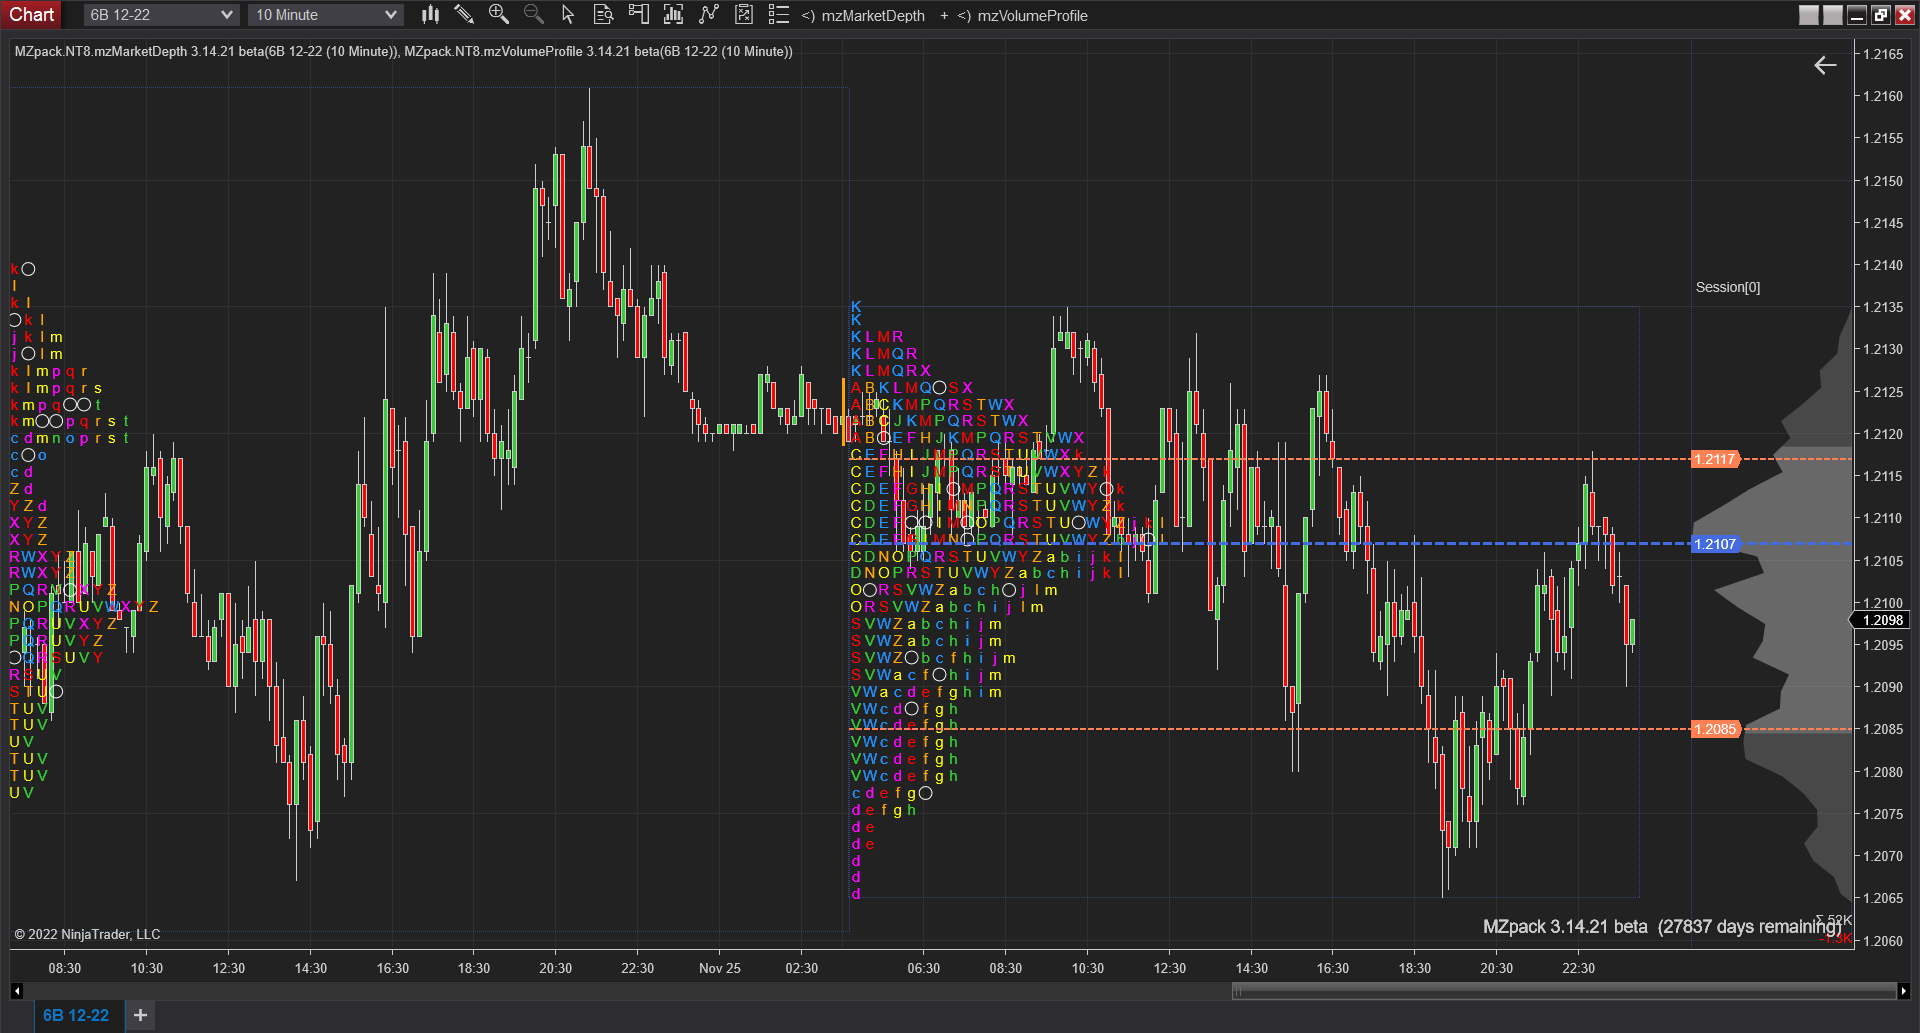 Chart 6B 12-22 10 Minute <> mzMarketDepth + <> mzVolumeProfile
MZpack.NT8.mzMarketDepth 3.14.21 beta(6B 12-22 (10 Minute)), MZpack.NT8.mzVolumeProfile 3.14.21 beta(6B 12-22 (10 Minute))
1.2165
1.2160
1.2155
1.2150
1.2145
1.2140
Session[0]
1.2135
1.2130
1.2125
1.2120
1.2117
1.2115
1.2110
1.2107
1.2105
1.2100
1.2098
1.2095
1.2090
1.2085
1.2085
1.2080
1.2075
1.2070
1.2065
1.2060
k
l
k l
k l
j k l m
j l m
k l m p q r
k l m p q r s
k m p q t
k m p q r s t
c d m n o p r s t
c o
c d
Z d
Y Z d
X Y Z
X Y Z
R W X Y Z
R W X Y Z
T U V
T U V
U V
T U V
T U V
U V
K
K
K L M R
K L M Q R
K L M Q R X
A B K L M Q S X
A B C K M P Q R S T W X
C D N O P Q R S T U V W Y Z a b i j k l
D N O P R S T U V W Y Z a b c h i j k l
O R S V W Z a b c h j l m
O R S V W Z a b c h i j l m
S V W Z a b c h i j m
S V W Z a b c h i j m
S V W Z b c f h i j m
S V W a c f h i j m
V W a c d e f g h i m
V W c d f g h
V W c d e f g h
V W c d e f g h
V W c d e f g h
V W c d e f g h
c d e f g
d e f g h
d e
d e
d
d
d
Σ 52K
-1.3K
MZpack 3.14.21 beta (27837 days remaining)
© 2022 NinjaTrader, LLC
08:30 10:30 12:30 14:30 16:30 18:30 20:30 22:30 Nov 25 02:30 06:30 08:30 10:30 12:30 14:30 16:30 18:30 20:30 22:30
6B 12-22 +